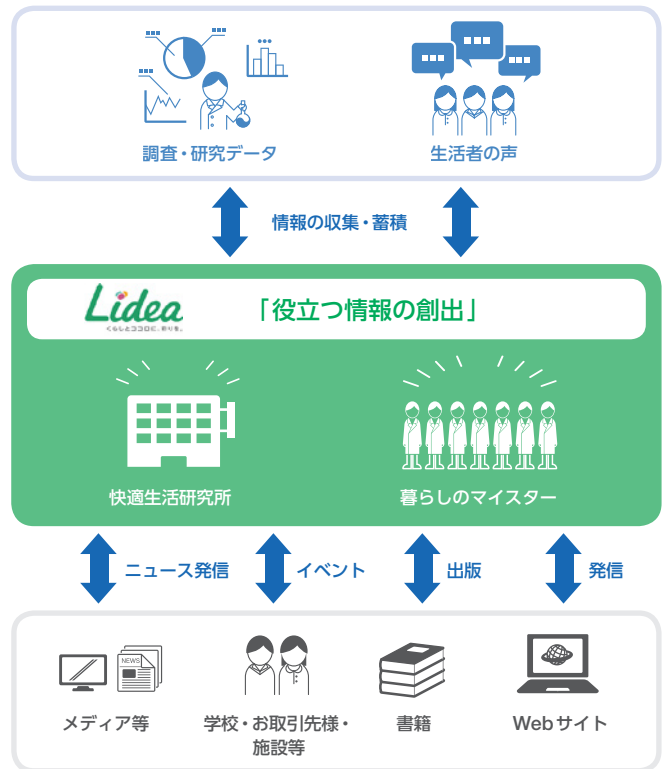 調査・研究データ
生活者の声
情報の収集・蓄積
Lidea
くらしとココロに、彩りを。
「役立つ情報の創出」
快適生活研究所
暮らしのマイスター
ニュース発信
イベント
出版
発信
NEWS
メディア等
学校・お取引先様・
施設等
書籍
Webサイト